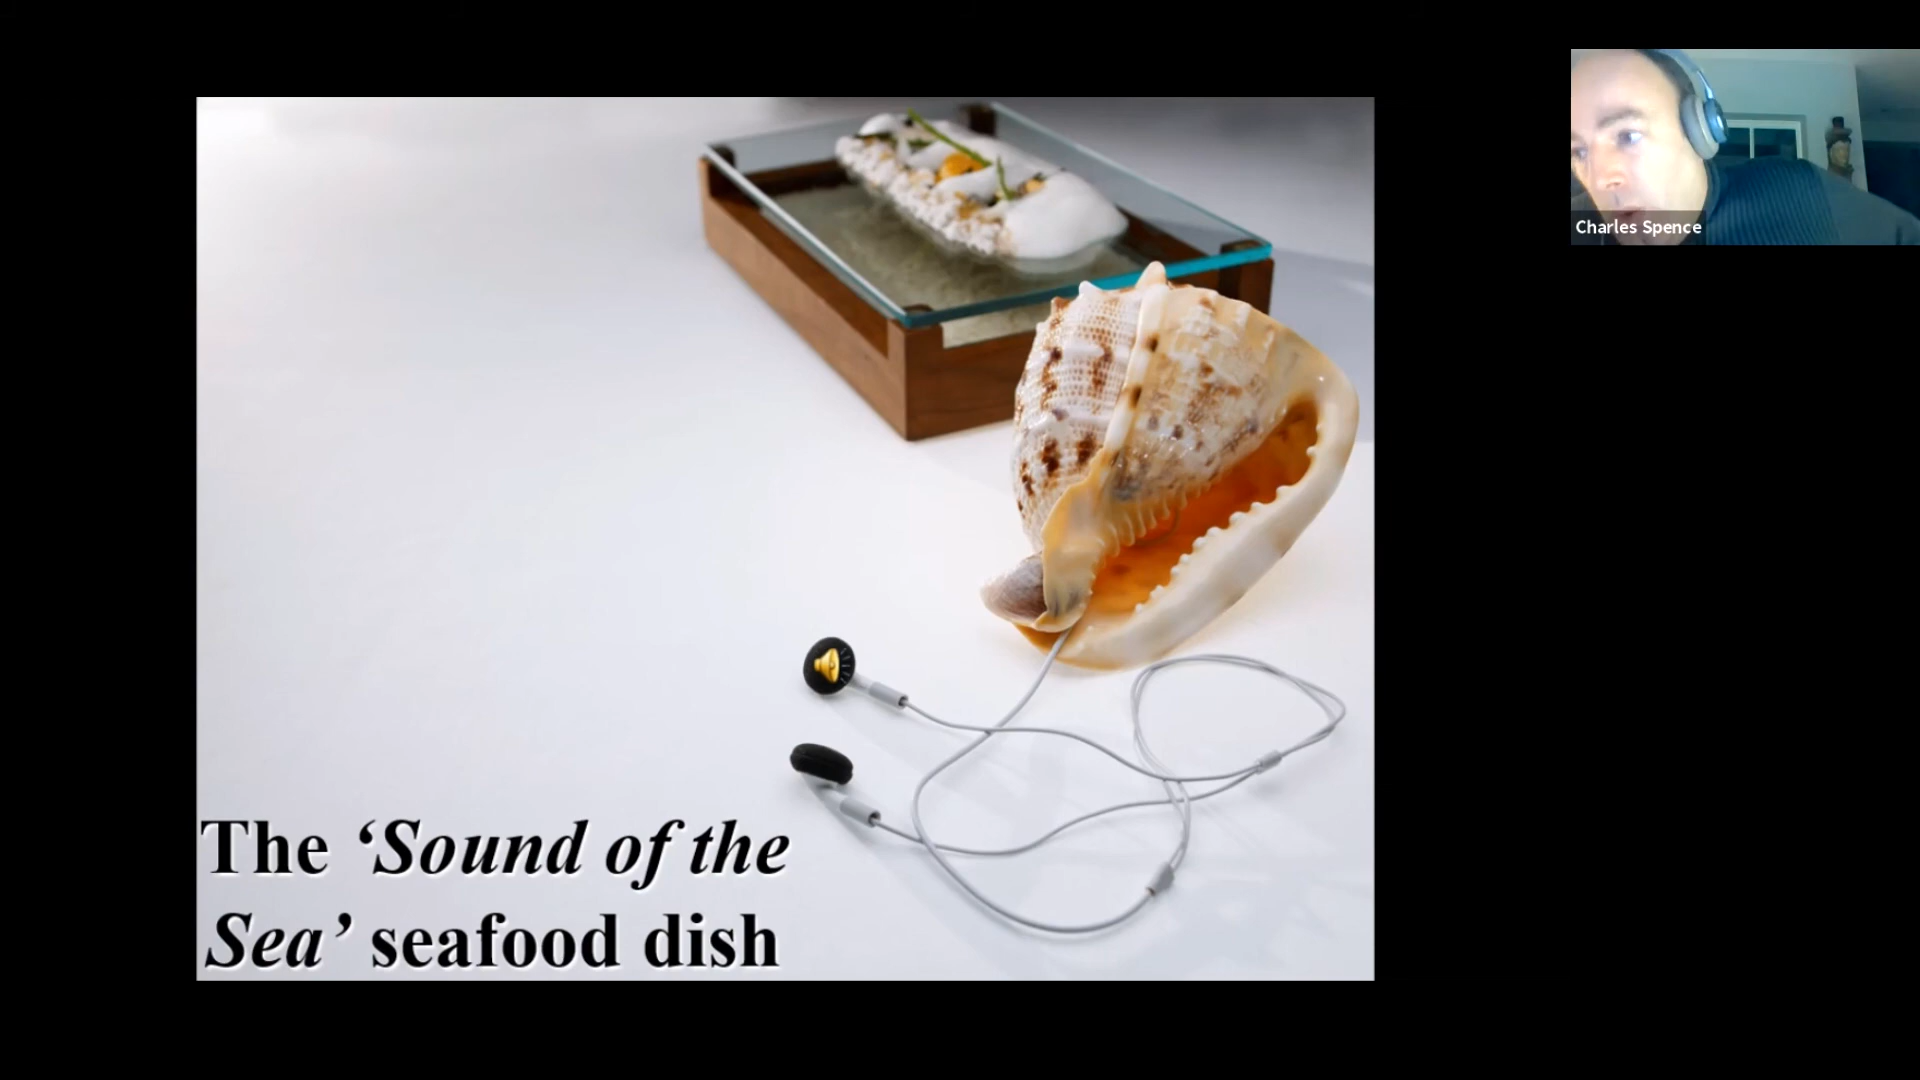 Charles Spence
The ‘Sound of the
Sea’ seafood dish